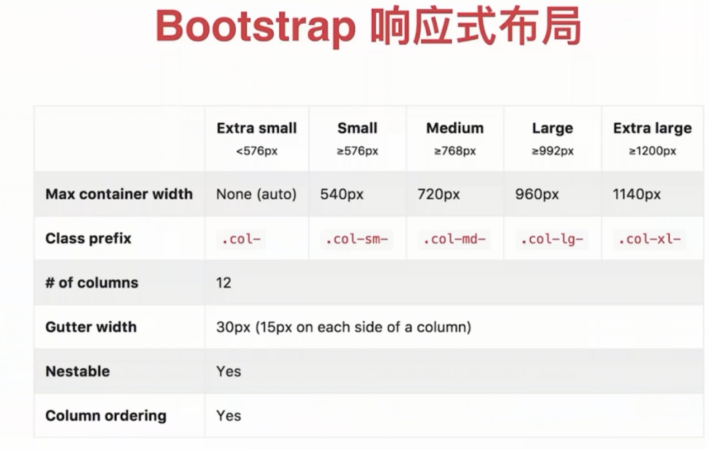 Bootstrap 响应式布局
Extra small Small Medium Large Extra large
<576px ≥576px ≥768px ≥992px ≥1200px
Max container width None (auto) 540px 720px 960px 1140px
Class prefix .col- .col-sm- .col-md- .col-lg- .col-xl-
# of columns 12
Gutter width 30px (15px on each side of a column)
Nestable Yes
Column ordering Yes